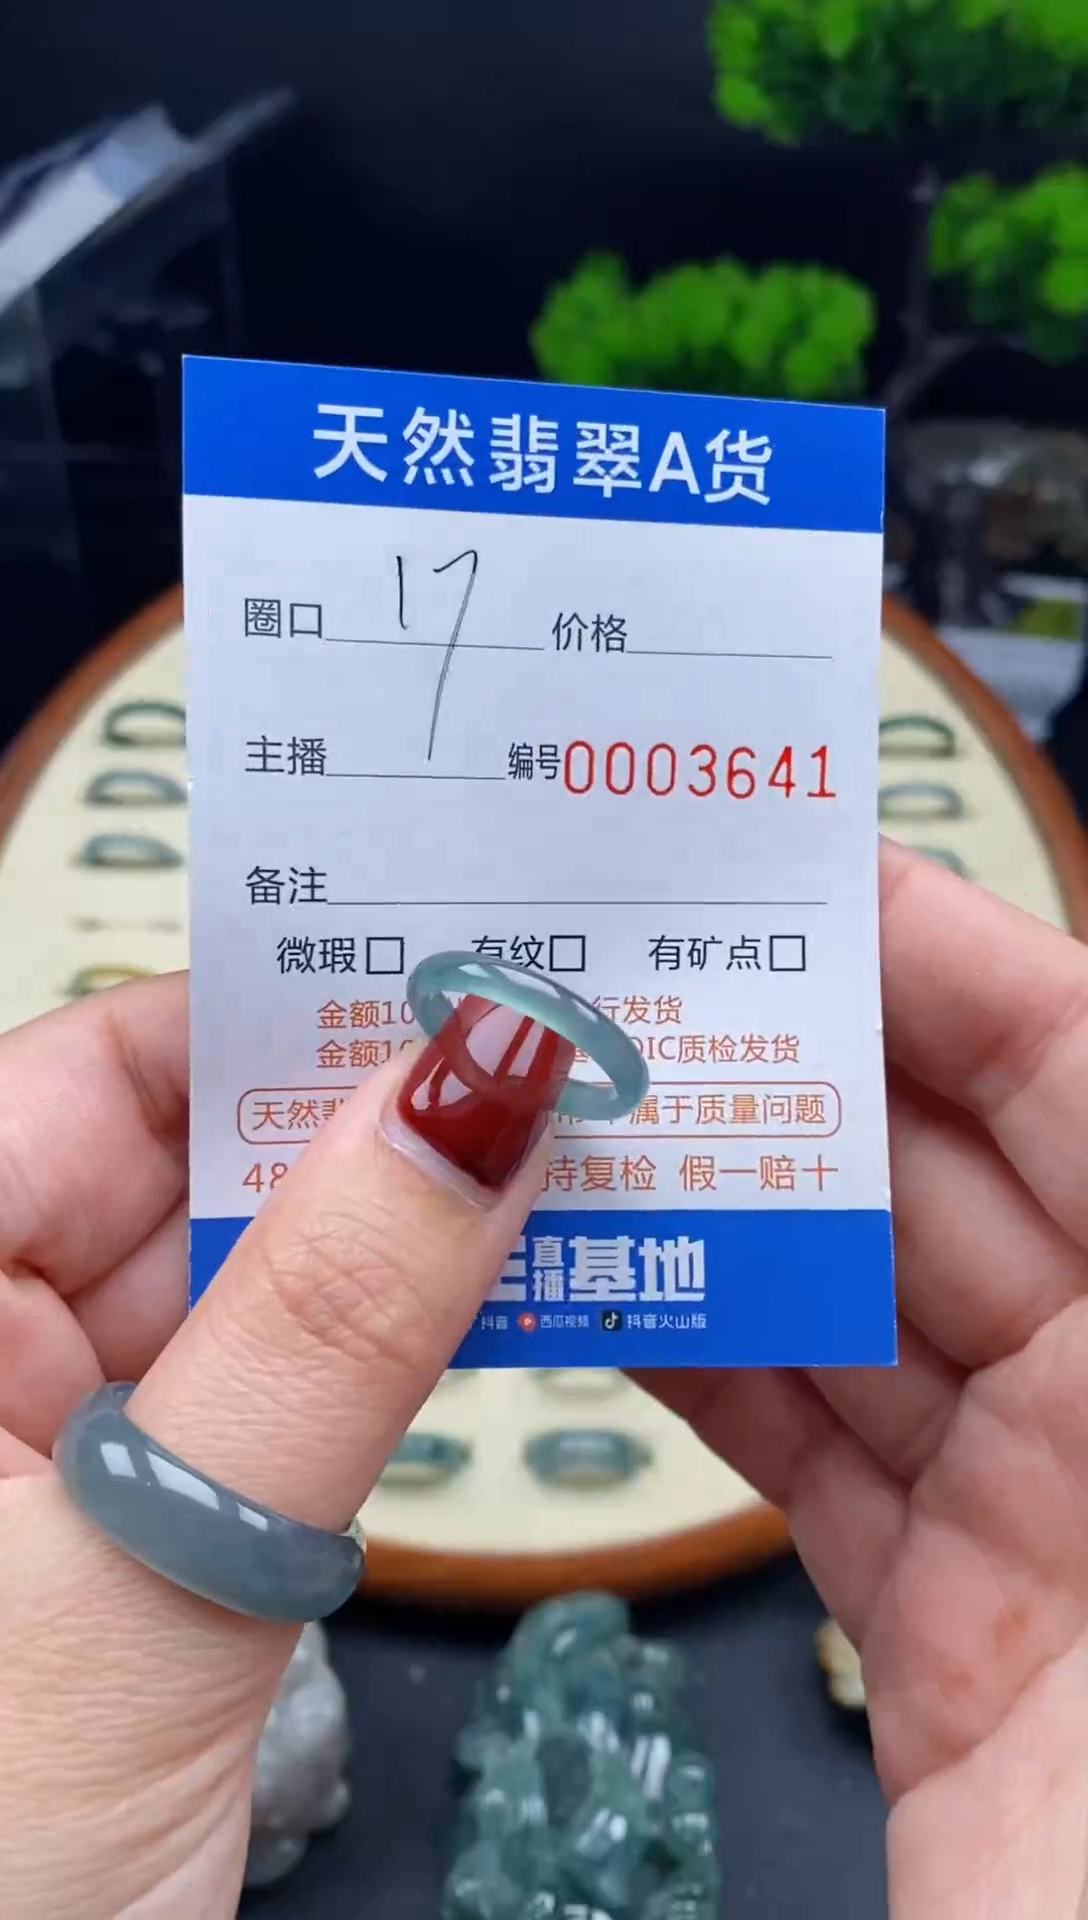 天然翡翠A货
圈口 17 价格
主播 编号0003641
备注
微瑕□ 有纹□ 有矿点□
金额10 行发货
金额10 OIC质检发货
天然 属于质量问题
48 持复检 假一赔十
直播基地
抖音 西瓜视频 抖音火山版